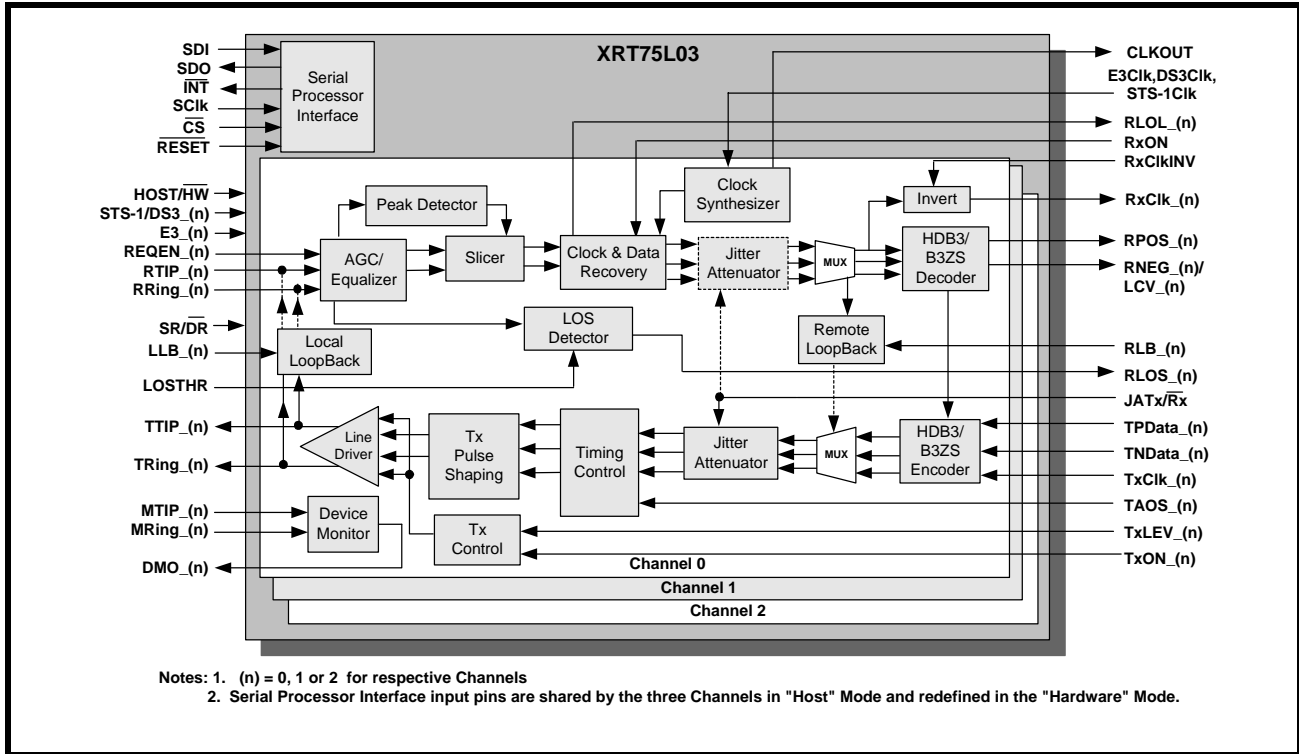 XRT75L03
SDI
SDO
INT
SClk
CS
RESET
Serial
Processor
Interface
CLKOUT
E3Clk,DS3Clk,
STS-1Clk
RLOL_(n)
RxON
RxClkINV
RxClk_(n)
RPOS_(n)
RNEG_(n)/
LCV_(n)
RLB_(n)
RLOS_(n)
JATx/Rx
TPData_(n)
TNData_(n)
TxClk_(n)
TAOS_(n)
TxLEV_(n)
TxON_(n)
HOST/HW
STS-1/DS3_(n)
E3_(n)
REQEN_(n)
RTIP_(n)
RRing_(n)
SR/DR
LLB_(n)
LOSTHR
TTIP_(n)
TRing_(n)
MTIP_(n)
MRing_(n)
DMO_(n)
Peak Detector
AGC/
Equalizer
Slicer
Clock & Data
Recovery
Clock
Synthesizer
Jitter
Attenuator
MUX
Invert
HDB3/
B3ZS
Decoder
LOS
Detector
Remote
LoopBack
Local
LoopBack
Line
Driver
Tx
Pulse
Shaping
Timing
Control
Jitter
Attenuator
MUX
HDB3/
B3ZS
Encoder
Device
Monitor
Tx
Control
Channel 0
Channel 1
Channel 2
Notes: 1. (n) = 0, 1 or 2 for respective Channels
2. Serial Processor Interface input pins are shared by the three Channels in "Host" Mode and redefined in the "Hardware" Mode.